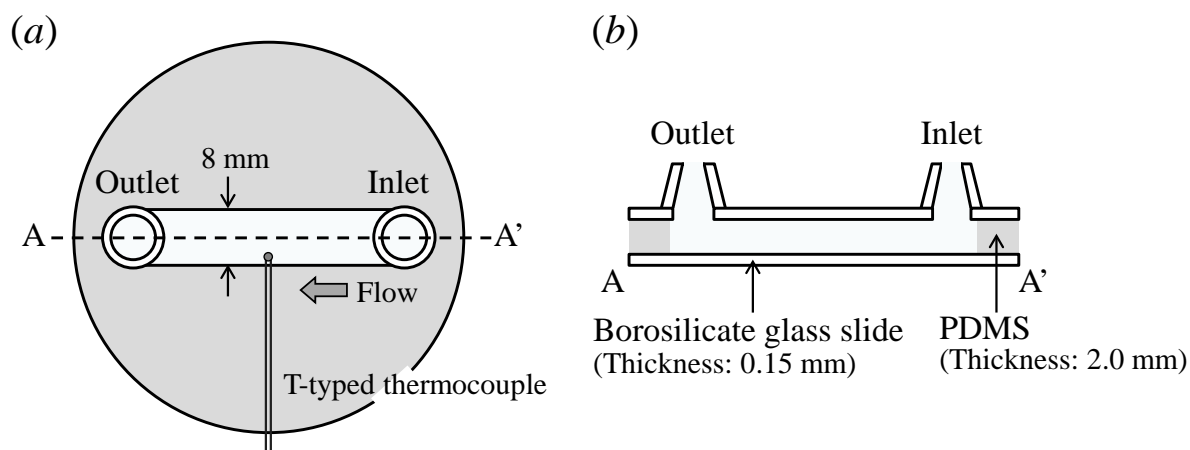 (a)
8 mm
Outlet
Inlet
A
A'
Flow
T-typed thermocouple
(b)
Outlet
Inlet
A
A'
Borosilicate glass slide
(Thickness: 0.15 mm)
PDMS
(Thickness: 2.0 mm)